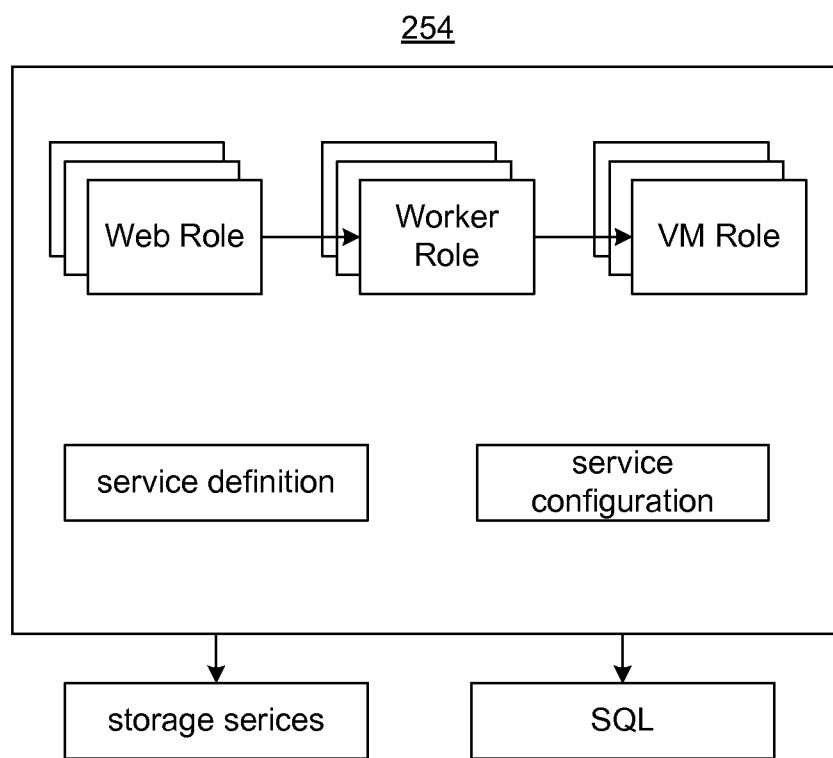 254
Web Role
Worker
Role
VM Role
service definition
service
configuration
storage serices
SQL